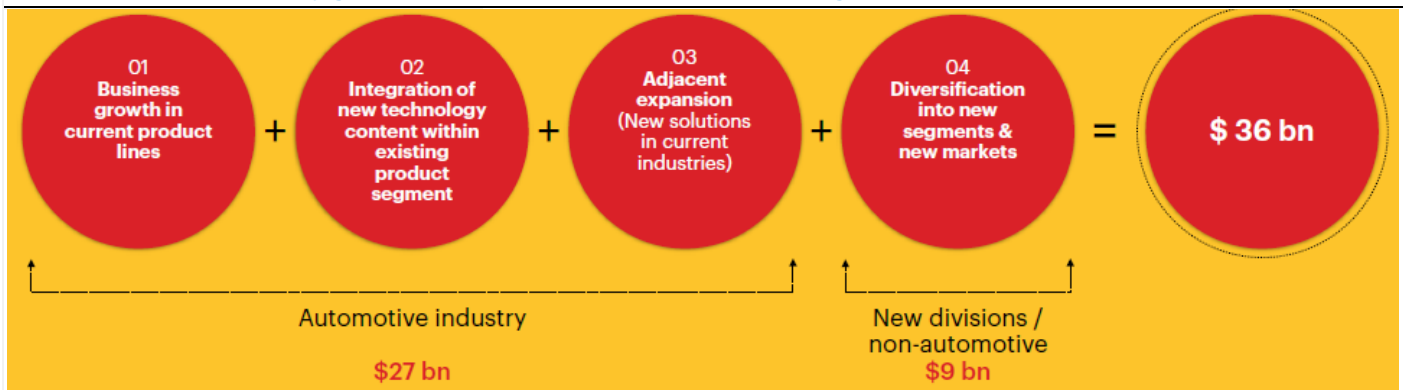 01
Business
growth in
current product
lines
+
02
Integration of
new technology
content within
existing
product
segment
+
03
Adjacent
expansion
(New solutions
in current
industries)
+
04
Diversification
into new
segments &
new markets
=
$ 36 bn
Automotive industry
$27 bn
New divisions /
non-automotive
$9 bn